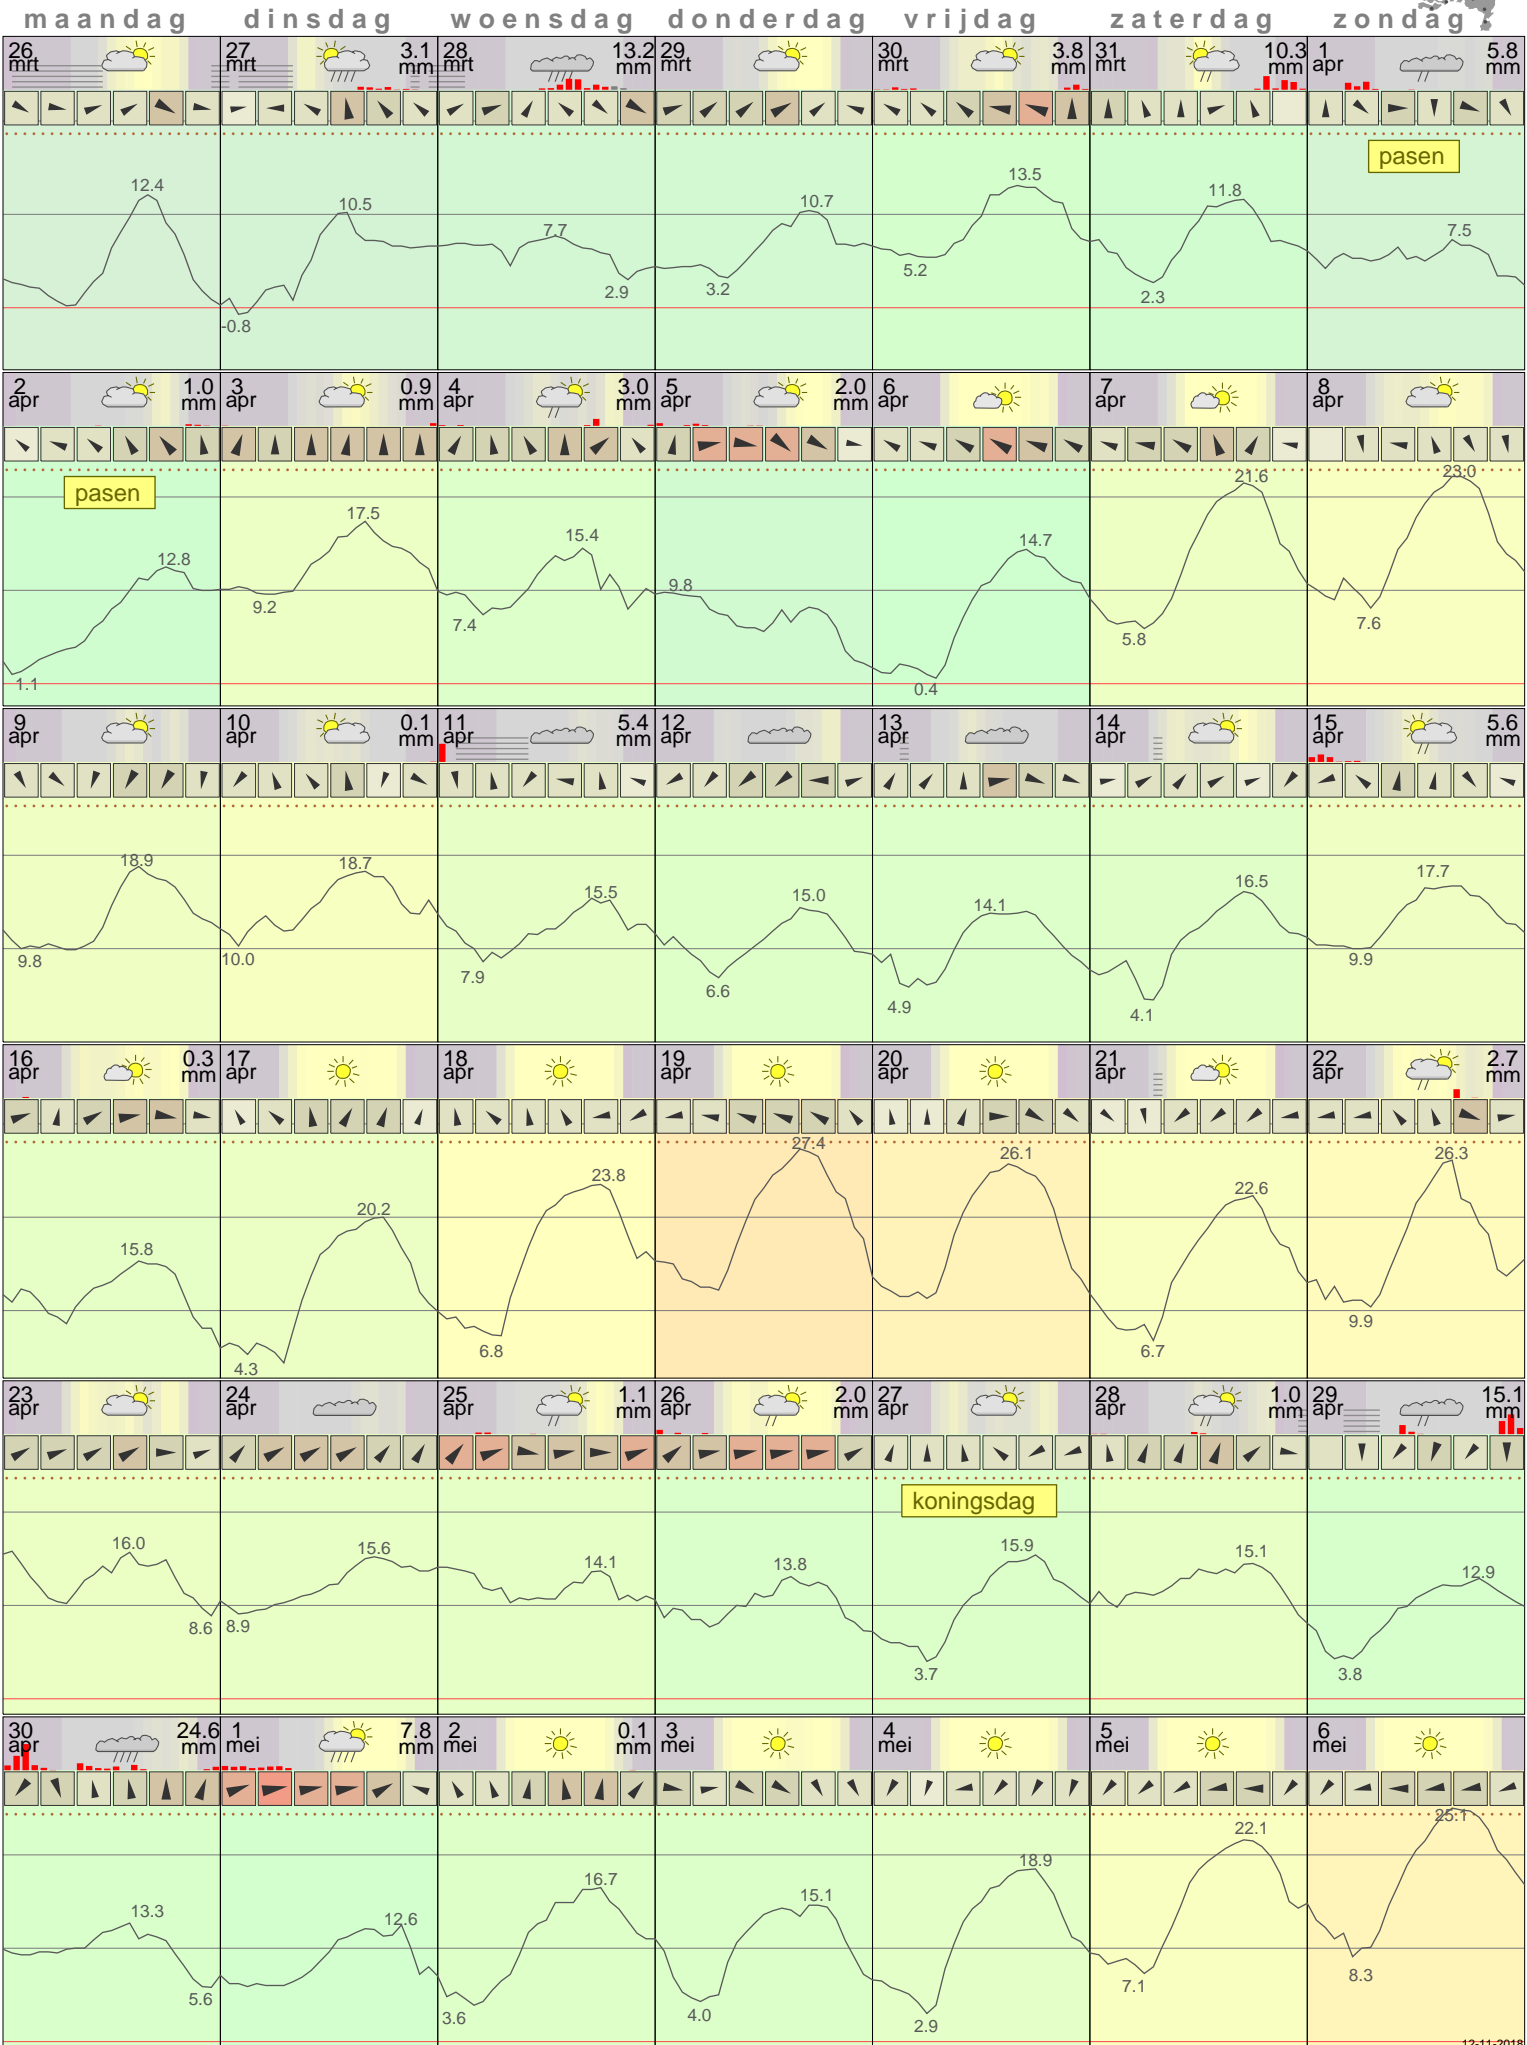 maandag dinsdag woensdag donderdag vrijdag zaterdag zondag
26 27 3.1 28 13.2 29 30 3.8 31 10.3 1 5.8
mrt mrt mm mrt mm mrt mrt mm mrt mm apr mm
pasen
12.4 10.5 7.7 10.7 13.5 11.8 7.5
-0.8 2.9 3.2 5.2 2.3
2 1.0 3 0.9 4 3.0 5 2.0 6 7 8
apr mm apr mm apr mm apr mm apr apr apr
pasen
12.8 17.5 15.4 9.8 14.7 21.6 23.0
1.1 9.2 7.4 0.4 5.8 7.6
9 10 0.1 11 5.4 12 13 14 15 5.6
apr apr mm apr mm apr apr apr apr mm
18.9 18.7 15.5 15.0 14.1 16.5 17.7
9.8 10.0 7.9 6.6 4.9 4.1 9.9
16 0.3 17 18 19 20 21 22 2.7
apr mm apr apr apr apr apr apr mm
15.8 20.2 23.8 27.4 26.1 22.6 26.3
4.3 6.8 6.7 9.9
23 24 25 1.1 26 2.0 27 28 1.0 29 15.1
apr apr apr mm apr mm apr apr mm apr mm
koningsdag
16.0 15.6 14.1 13.8 15.9 15.1 12.9
8.6 8.9 3.7 3.8
30 24.6 1 7.8 2 0.1 3 4 5 6
apr mm mei mm mei mm mei mei mei mei
13.3 12.6 16.7 15.1 18.9 22.1 25.1
5.6 3.6 4.0 2.9 7.1 8.3
12-11-2018